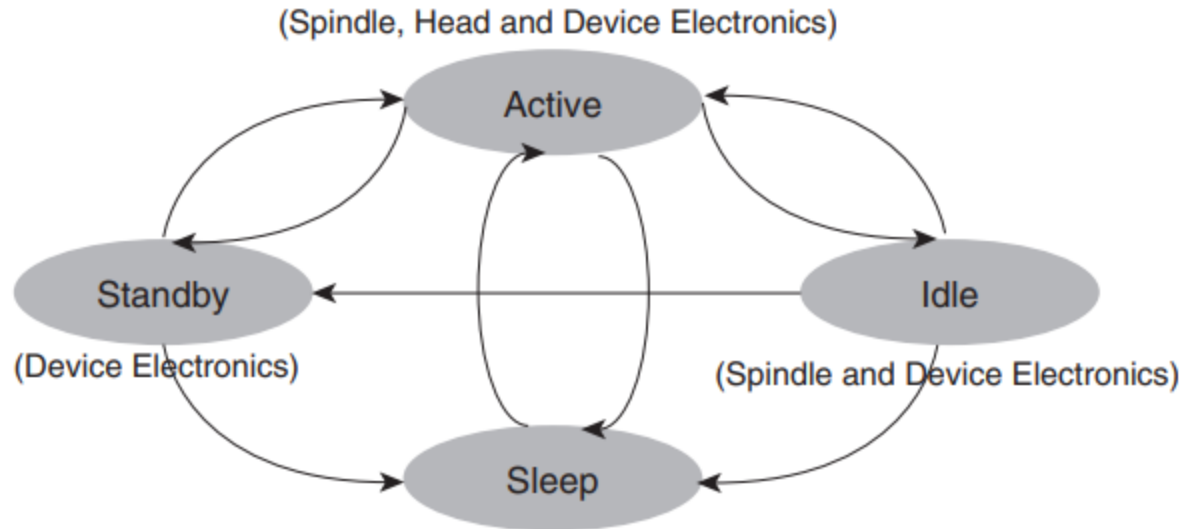 (Spindle, Head and Device Electronics)
Active
Standby
Idle
(Device Electronics)
(Spindle and Device Electronics)
Sleep